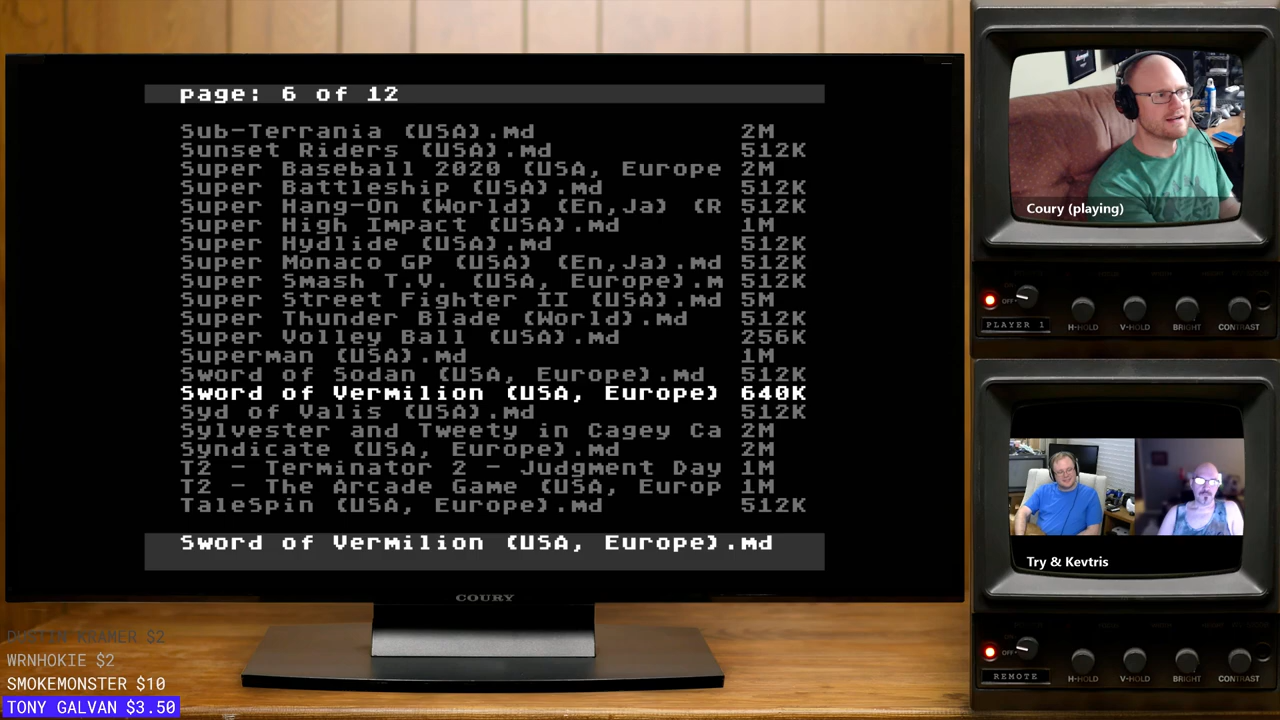 page: 6 of 12
Sub-Terrania (USA).md 2M
Sunset Riders (USA).md 512K
Super Baseball 2020 (USA, Europe 2M
Super Battleship (USA).md 512K
Super Hang-On (World) (En,Ja) (R 512K
Super High Impact (USA).md 1M
Super Hydlide (USA).md 512K
Super Monaco GP (USA) (En,Ja).md 512K
Super Smash T.V. (USA, Europe).m 512K
Super Street Fighter II (USA).md 5M
Super Thunder Blade (World).md 512K
Super Volley Ball (USA).md 256K
Superman (USA).md 1M
Sword of Sodan (USA, Europe).md 512K
Sword of Vermilion (USA, Europe) 640K
Syd of Valis (USA).md 512K
Sylvester and Tweety in Cagey Ca 2M
Syndicate (USA, Europe).md 2M
T2 - Terminator 2 - Judgment Day 1M
T2 - The Arcade Game (USA, Europ 1M
TaleSpin (USA, Europe).md 512K
Sword of Vermilion (USA, Europe).md
COURY
DUSTIN KRAMER $2
WRNHOKIE $2
SMOKEMONSTER $10
TONY GALVAN $3.50
Coury (playing)
OFF
PLAYER 1
H-HOLD V-HOLD BRIGHT CONTRAST
Try & Kevtris
OFF
REMOTE
H-HOLD V-HOLD BRIGHT CONTRAST